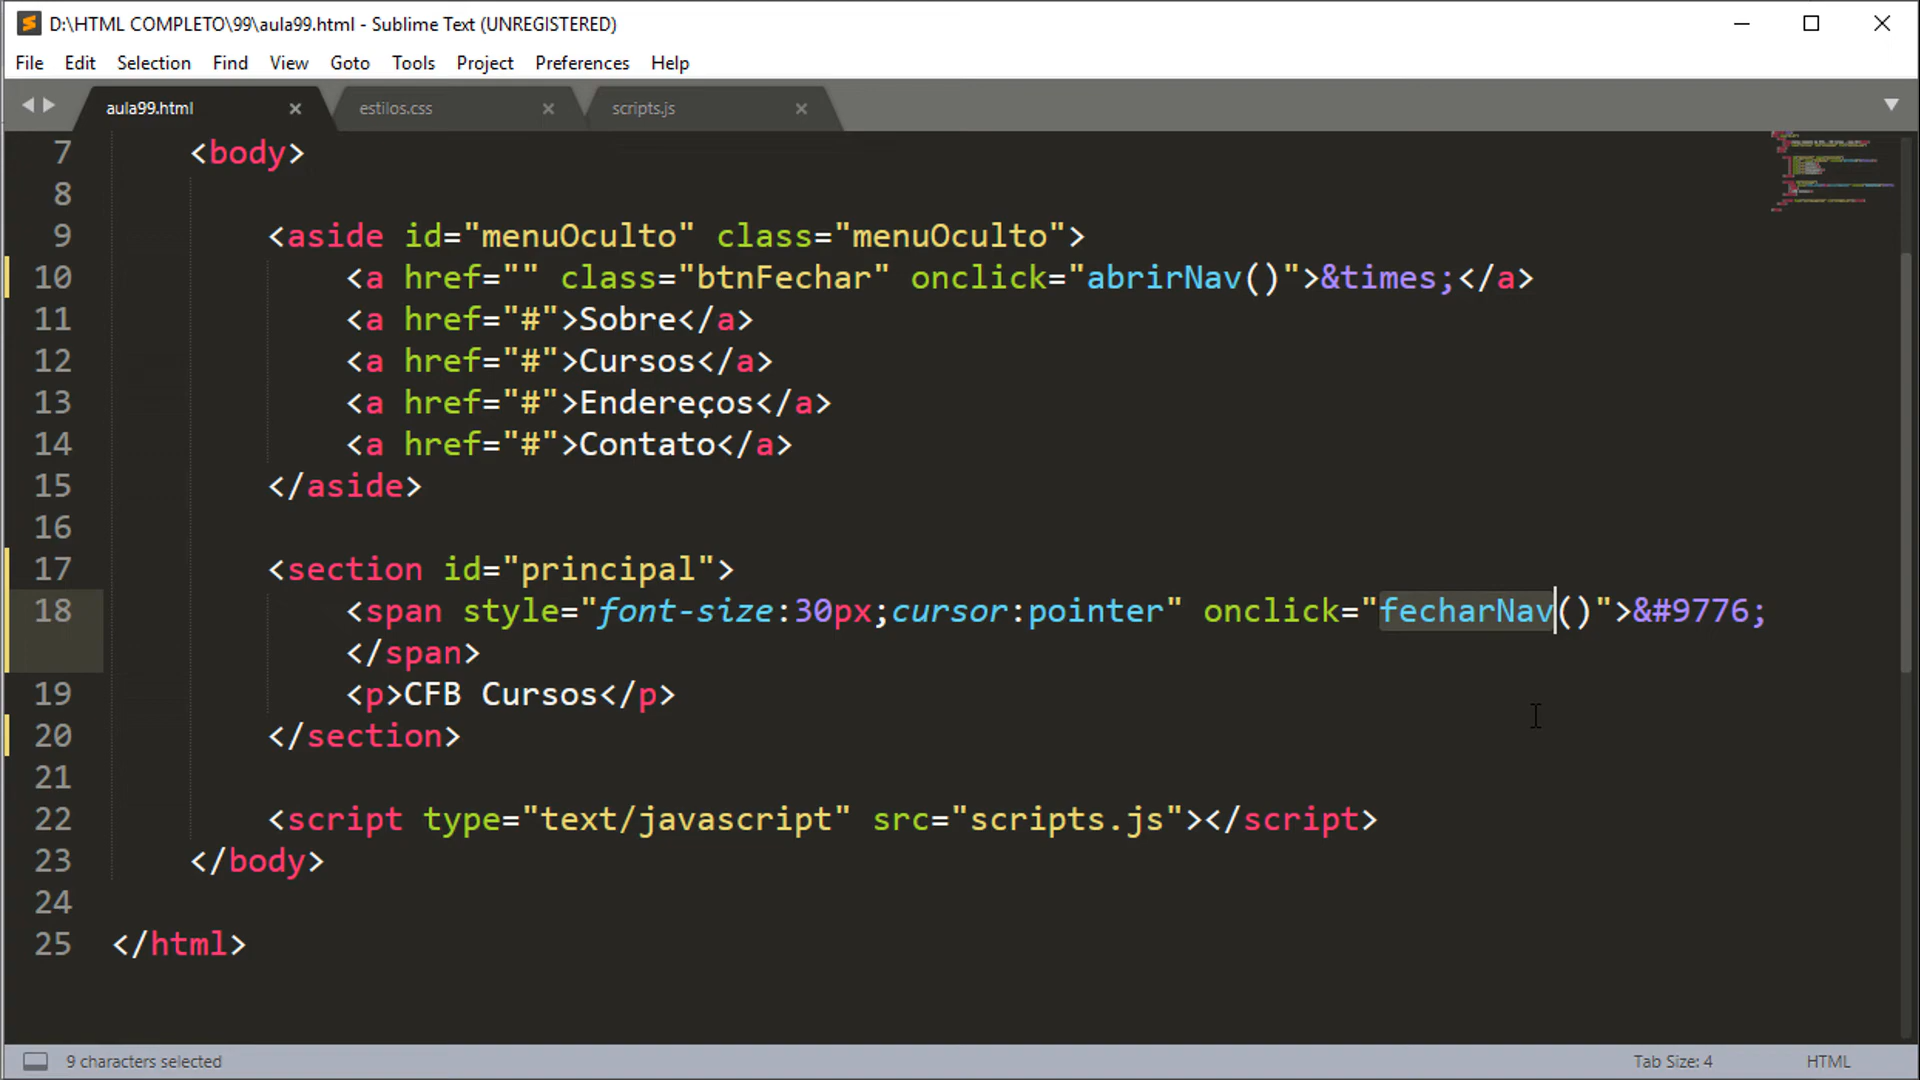 D:\HTML COMPLETO\99\aula99.html - Sublime Text (UNREGISTERED)
File Edit Selection Find View Goto Tools Project Preferences Help
aula99.html × estilos.css × scripts.js ×
7 <body>
8
9 <aside id="menuOculto" class="menuOculto">
10 <a href="" class="btnFechar" onclick="abrirNav()">&times;</a>
11 <a href="#">Sobre</a>
12 <a href="#">Cursos</a>
13 <a href="#">Endereços</a>
14 <a href="#">Contato</a>
15 </aside>
16
17 <section id="principal">
18 <span style="font-size:30px;cursor:pointer" onclick="fecharNav()">&#9776;
</span>
19 <p>CFB Cursos</p>
20 </section>
21
22 <script type="text/javascript" src="scripts.js"></script>
23 </body>
24
25 </html>
9 characters selected Tab Size: 4 HTML